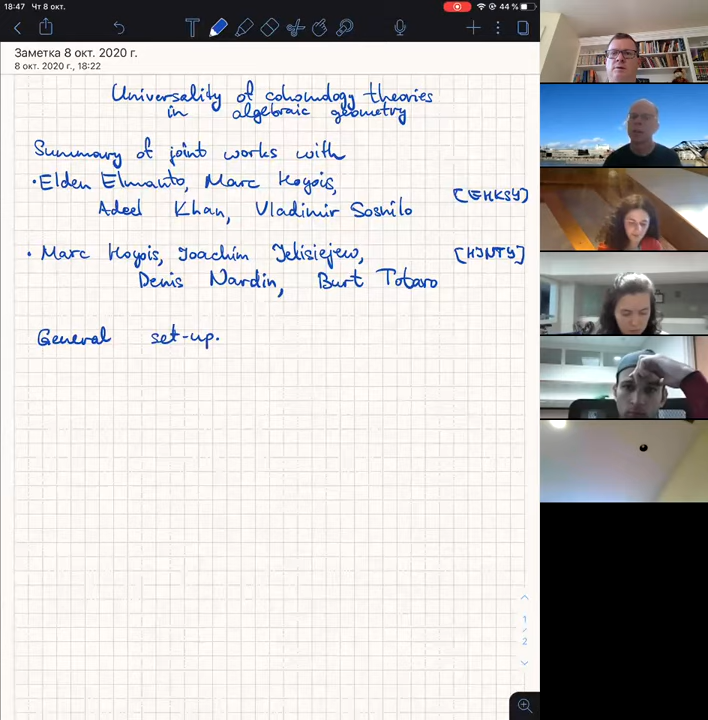 18:47 Чт 8 окт.
44 %
Заметка 8 окт. 2020 г.
8 окт. 2020 г., 18:22
Universality of cohomology theories
in algebraic geometry
Summary of joint works with
• Elden Elmanto, Marc Hoyois, [EHKSY]
Adeel Khan, Vladimir Sosnilo
• Marc Hoyois, Joachim Jelisiejew, [HJNTY]
Denis Nardin, Burt Totaro
General set-up.
1
2